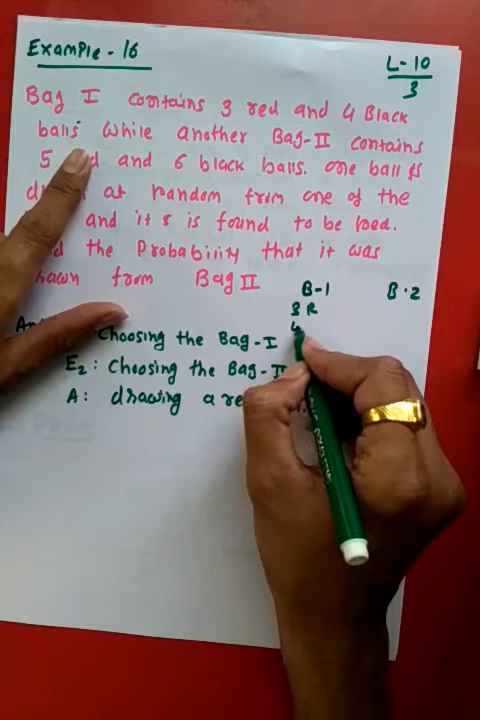 Example - 16
L-10
3
Bag I contains 3 red and 4 Black
balls while another Bag-II contains
5 and 6 black balls. one ball is
at random from one of the
and it s is found to be Red.
the Probability that it was
from Bag II
B-1 B.2
3 R
4
Choosing the Bag-I
E2: Choosing the Bag-II
A: drawing a